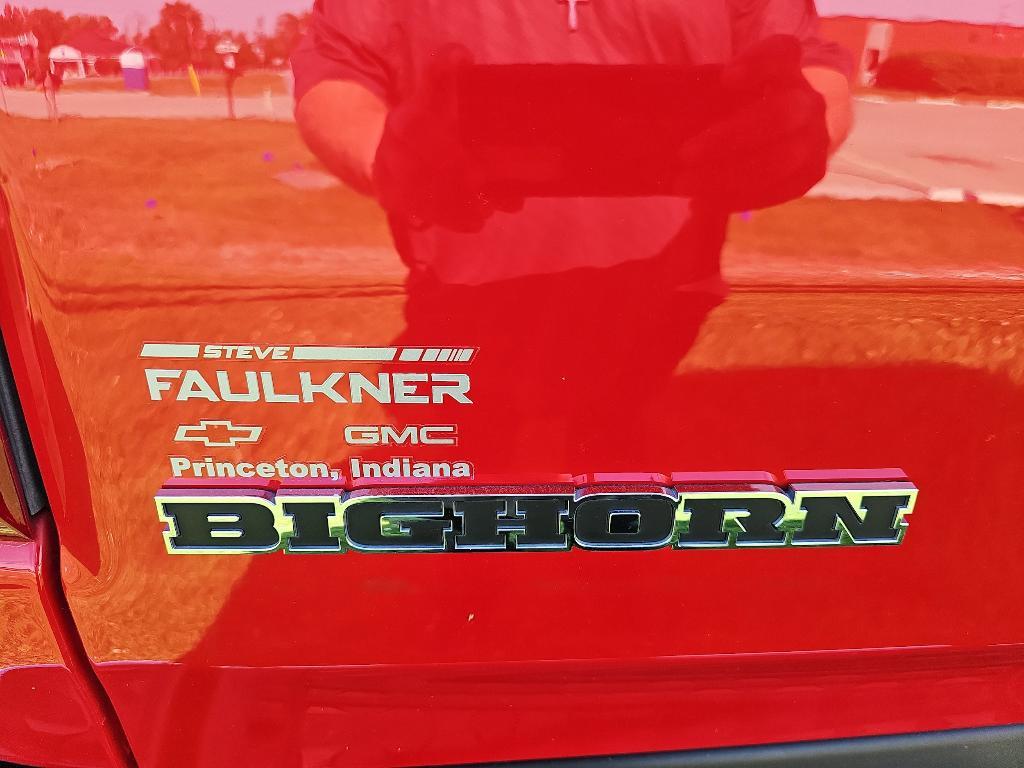 STEVE
FAULKNER
GMC
Princeton, Indiana
BIGHORN